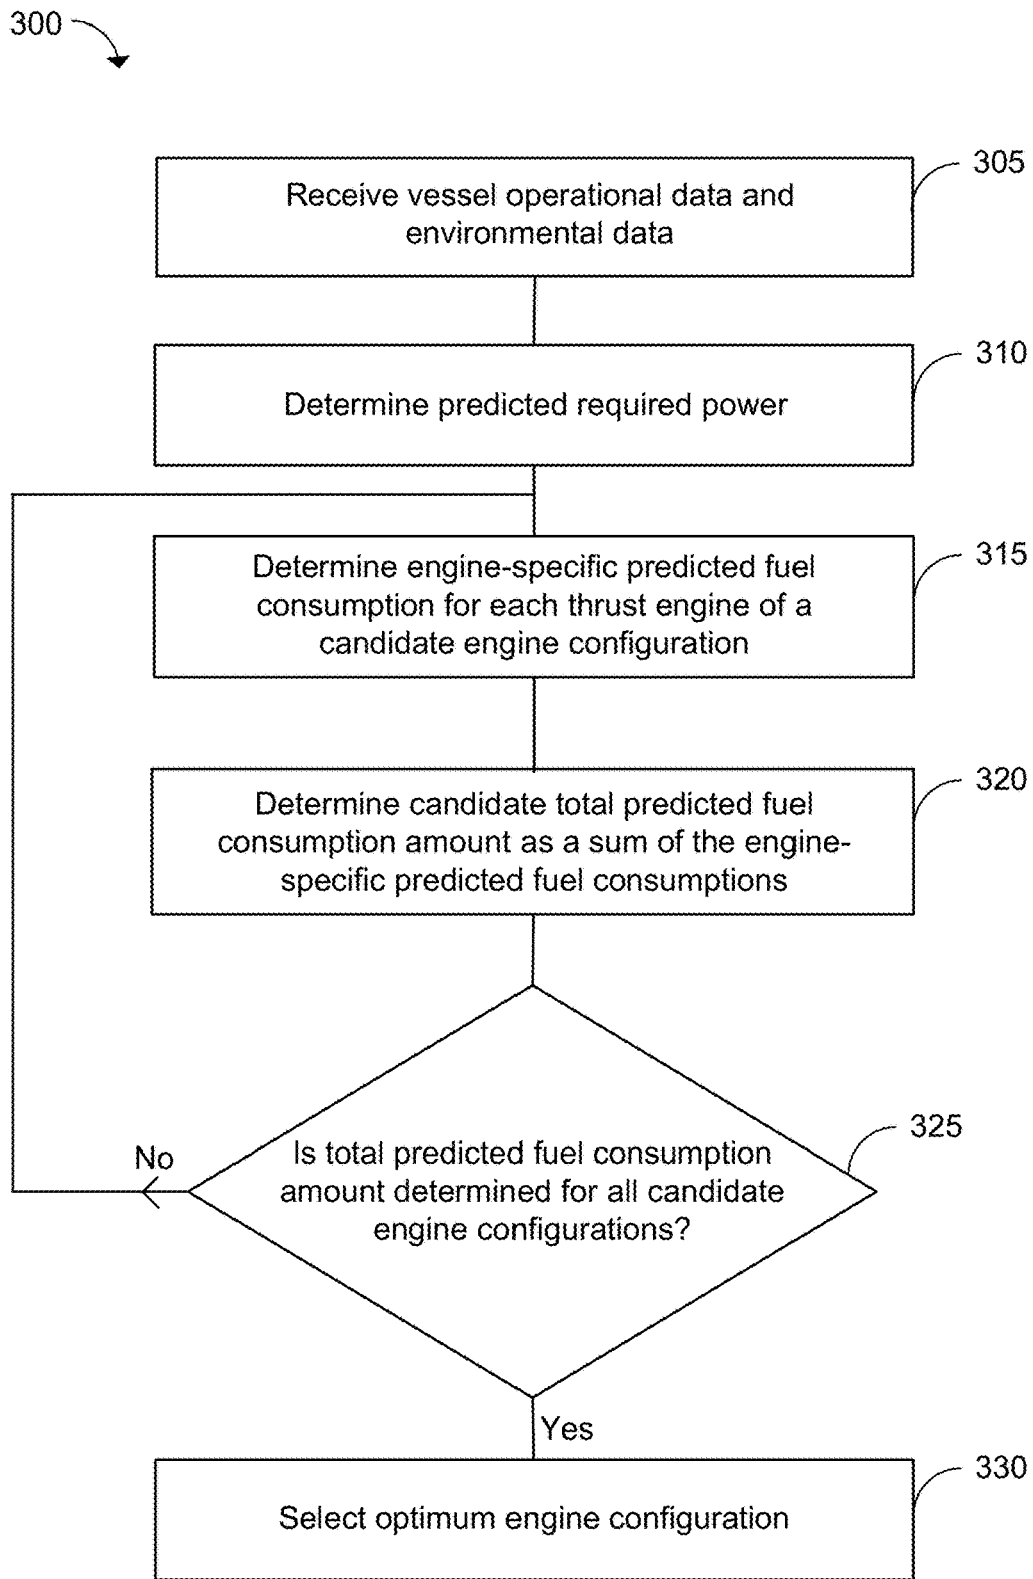 300
305
Receive vessel operational data and
environmental data
310
Determine predicted required power
315
Determine engine-specific predicted fuel
consumption for each thrust engine of a
candidate engine configuration
320
Determine candidate total predicted fuel
consumption amount as a sum of the engine-
specific predicted fuel consumptions
325
No
Is total predicted fuel consumption
amount determined for all candidate
engine configurations?
Yes
330
Select optimum engine configuration